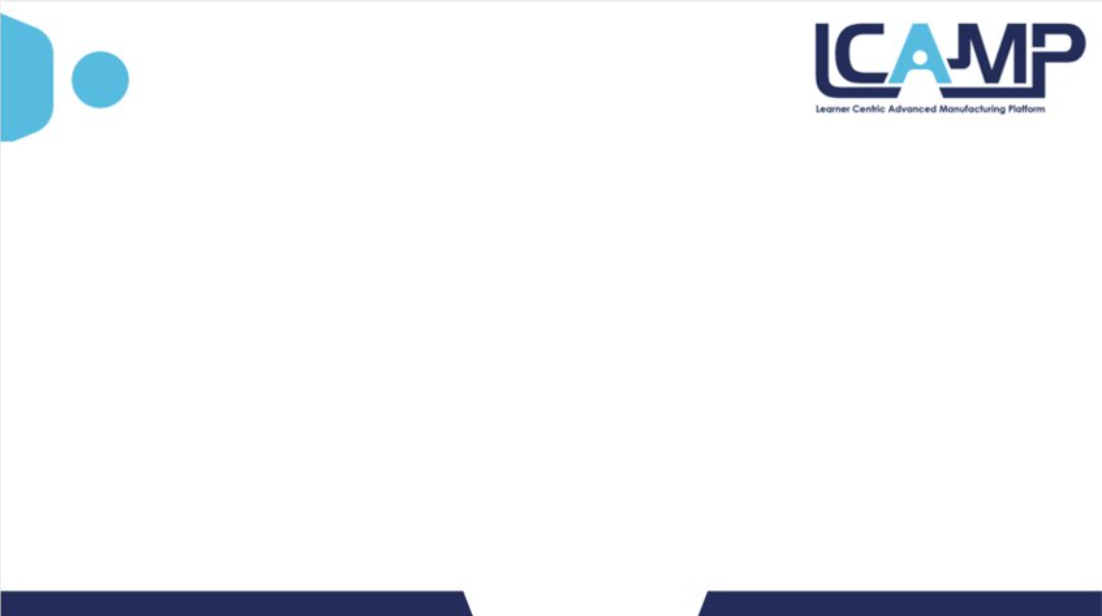 LCAMP
Learner Centric Advanced Manufacturing Platform